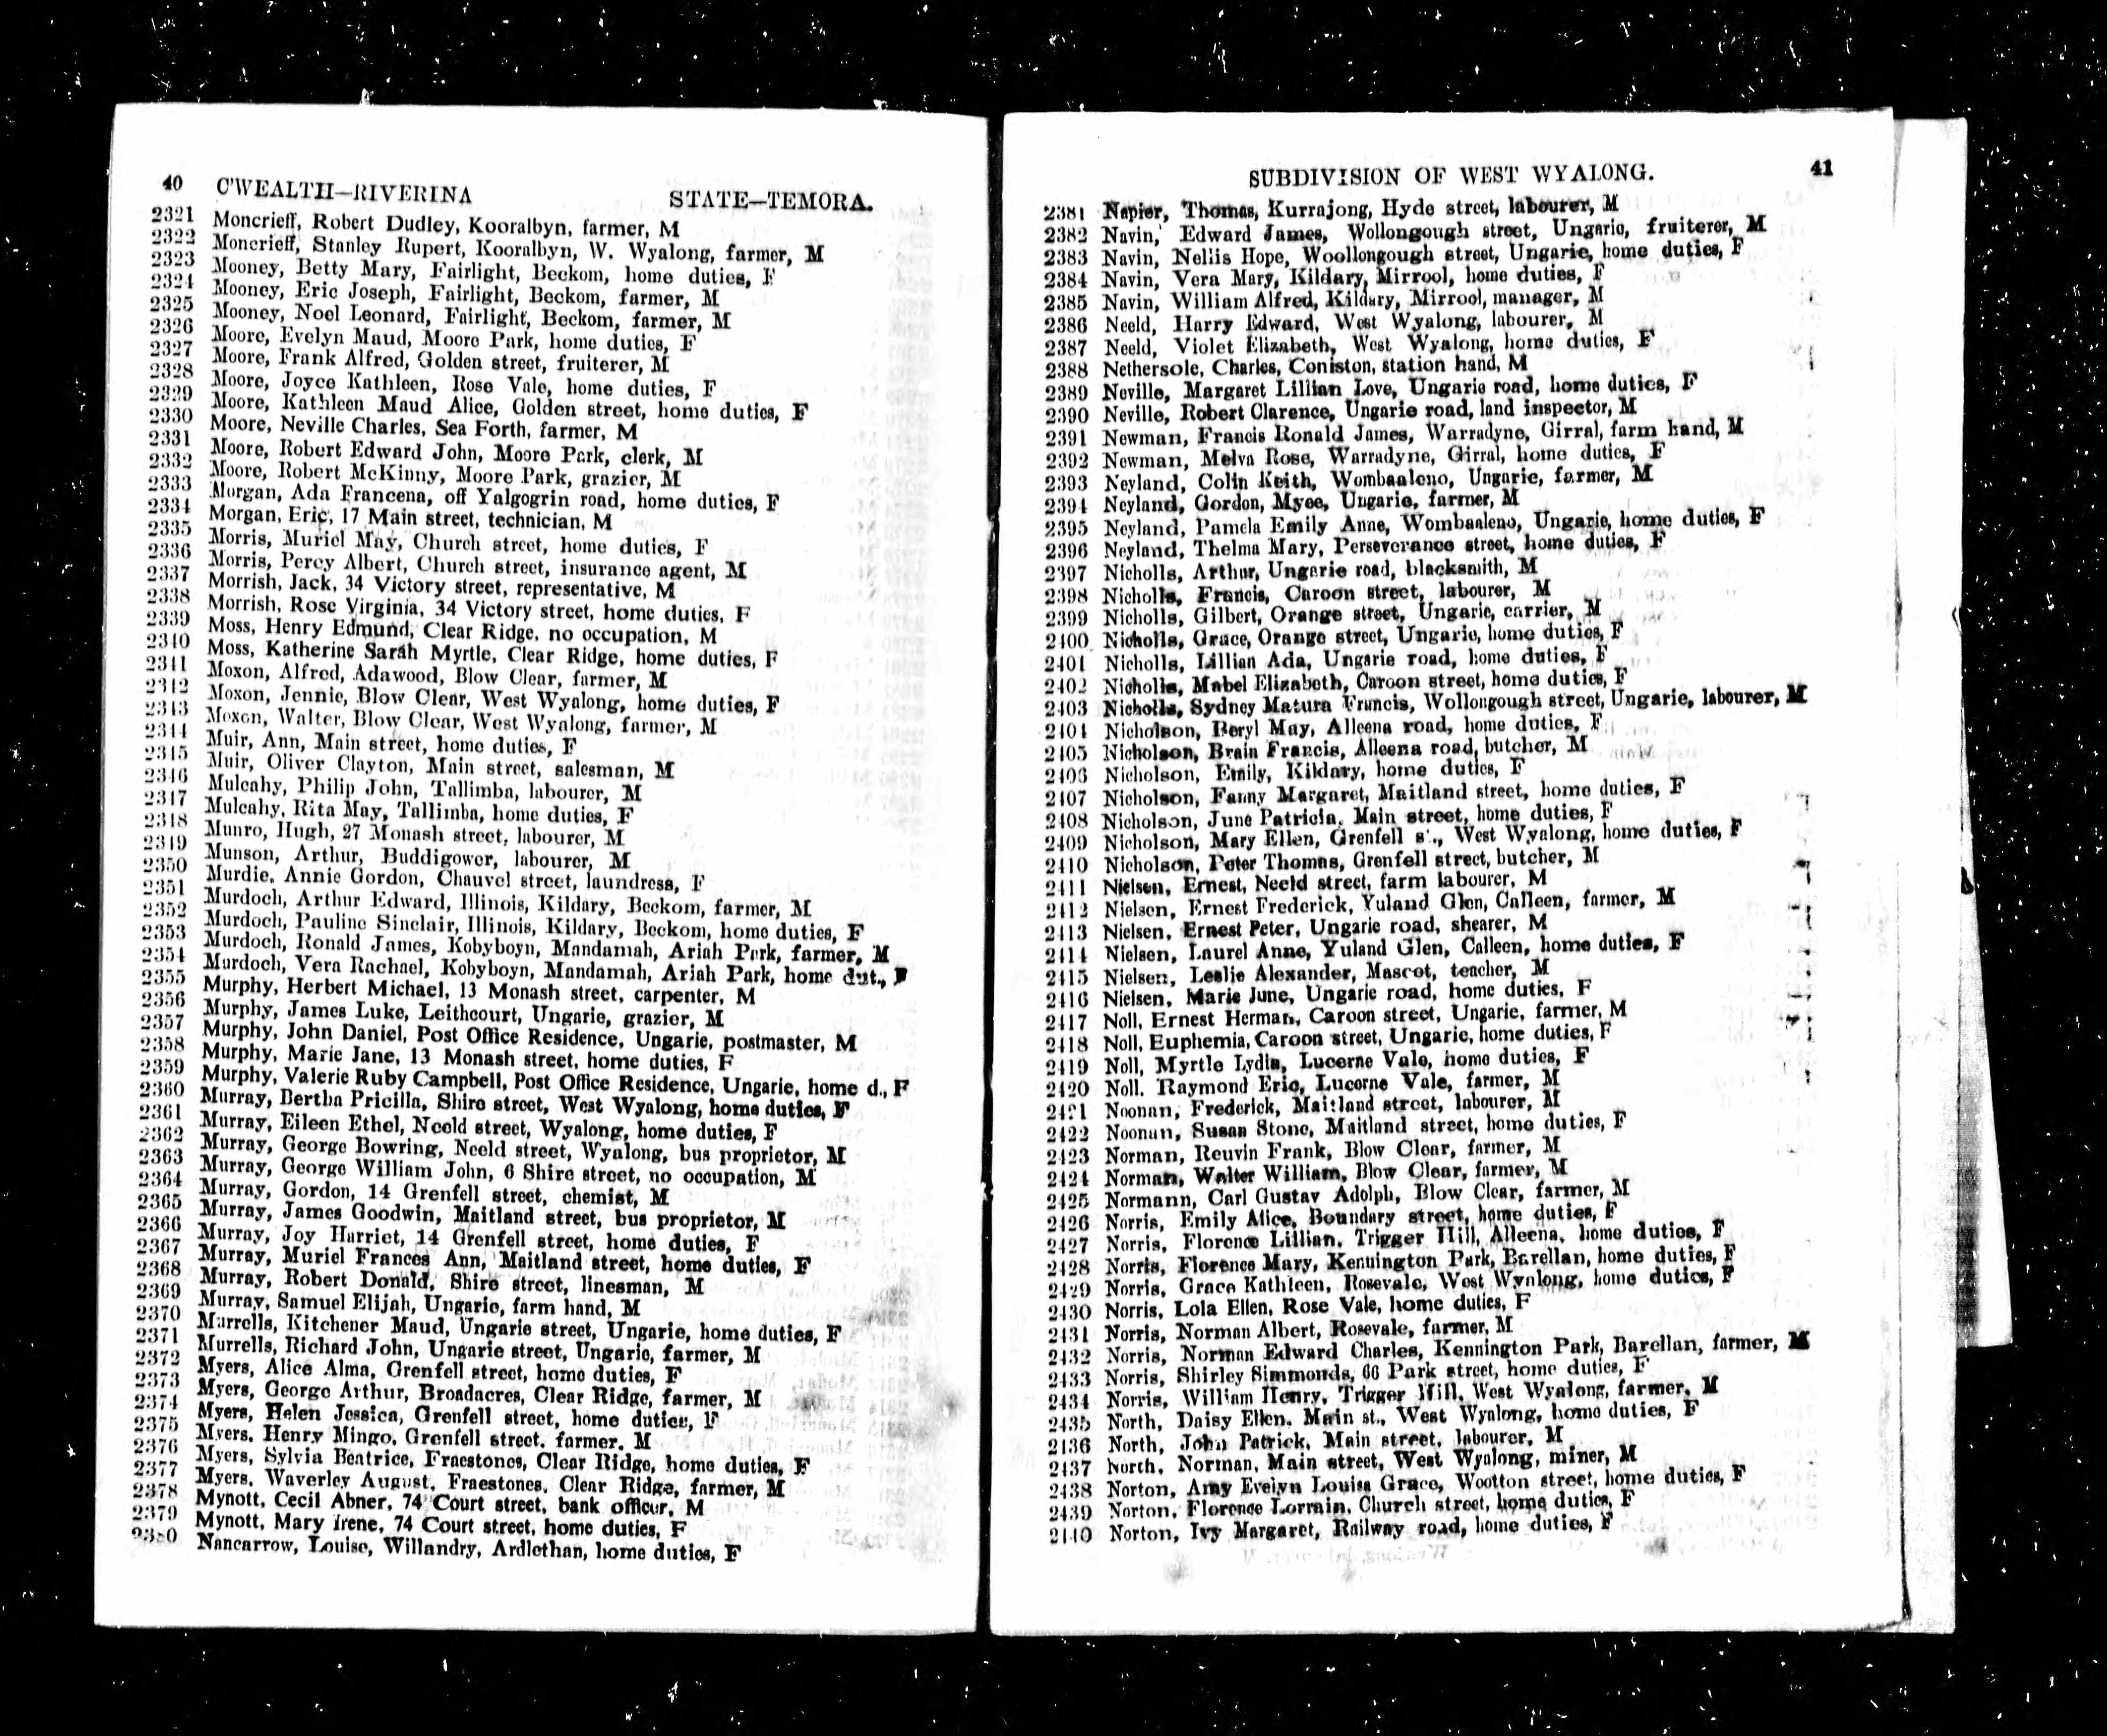 40 C'WEALTH—RIVERINA STATE—TEMORA.
2321 Moncrieff, Robert Dudley, Kooralbyn, farmer, M
2322 Moncrieff, Stanley Rupert, Kooralbyn, W. Wyalong, farmer, M
2323 Mooney, Betty Mary, Fairlight, Beckom, home duties, F
2324 Mooney, Eric Joseph, Fairlight, Beckom, farmer, M
2325 Mooney, Noel Leonard, Fairlight, Beckom, farmer, M
2326 Moore, Evelyn Maud, Moore Park, home duties, F
2327 Moore, Frank Alfred, Golden street, fruiterer, M
2328 Moore, Joyce Kathleen, Rose Vale, home duties, F
2329 Moore, Kathleen Maud Alice, Golden street, home duties, F
2330 Moore, Neville Charles, Sea Forth, farmer, M
2331 Moore, Robert Edward John, Moore Park, clerk, M
2332 Moore, Robert McKinny, Moore Park, grazier, M
2333 Morgan, Ada Francena, off Yalgogrin road, home duties, F
2334 Morgan, Eric, 17 Main street, technician, M
2335 Morris, Muriel May, Church street, home duties, F
2336 Morris, Percy Albert, Church street, insurance agent, M
2337 Morrish, Jack, 34 Victory street, representative, M
2338 Morrish, Rose Virginia, 34 Victory street, home duties, F
2339 Moss, Henry Edmund, Clear Ridge, no occupation, M
2340 Moss, Katherine Sarah Myrtle, Clear Ridge, home duties, F
2341 Moxon, Alfred, Adawood, Blow Clear, farmer, M
2342 Moxon, Jennie, Blow Clear, West Wyalong, home duties, F
2343 Moxon, Walter, Blow Clear, West Wyalong, farmer, M
2344 Muir, Ann, Main street, home duties, F
2345 Muir, Oliver Clayton, Main street, salesman, M
2346 Mulcahy, Philip John, Tallimba, labourer, M
2347 Mulcahy, Rita May, Tallimba, home duties, F
2348 Munro, Hugh, 27 Monash street, labourer, M
2349 Munson, Arthur, Buddigower, labourer, M
2350 Murdie, Annie Gordon, Chauvel street, laundress, F
2351 Murdoch, Arthur Edward, Illinois, Kildary, Beckom, farmer, M
2352 Murdoch, Pauline Sinclair, Illinois, Kildary, Beckom, home duties, F
2353 Murdoch, Ronald James, Kobyboyn, Mandamah, Ariah Park, farmer, M
2354 Murdoch, Vera Rachael, Kobyboyn, Mandamah, Ariah Park, home dut., F
2355 Murphy, Herbert Michael, 13 Monash street, carpenter, M
2356 Murphy, James Luke, Leithcourt, Ungarie, grazier, M
2357 Murphy, John Daniel, Post Office Residence, Ungarie, postmaster, M
2358 Murphy, Marie Jane, 13 Monash street, home duties, F
2359 Murphy, Valerie Ruby Campbell, Post Office Residence, Ungarie, home d., F
2360 Murray, Bertha Pricilla, Shire street, West Wyalong, home duties, F
2361 Murray, Eileen Ethel, Neeld street, Wyalong, home duties, F
2362 Murray, George Bowring, Neeld street, Wyalong, bus proprietor, M
2363 Murray, George William John, 6 Shire street, no occupation, M
2364 Murray, Gordon, 14 Grenfell street, chemist, M
2365 Murray, James Goodwin, Maitland street, bus proprietor, M
2366 Murray, Joy Harriet, 14 Grenfell street, home duties, F
2367 Murray, Muriel Frances Ann, Maitland street, home duties, F
2368 Murray, Robert Donald, Shire street, linesman, M
2369 Murray, Samuel Elijah, Ungarie, farm hand, M
2370 Murrells, Kitchener Maud, Ungarie street, Ungarie, home duties, F
2371 Murrells, Richard John, Ungarie street, Ungarie, farmer, M
2372 Myers, Alice Alma, Grenfell street, home duties, F
2373 Myers, George Arthur, Broadacres, Clear Ridge, farmer, M
2374 Myers, Helen Jessica, Grenfell street, home duties, F
2375 Myers, Henry Mingo, Grenfell street, farmer, M
2376 Myers, Sylvia Beatrice, Fraestones, Clear Ridge, home duties, F
2377 Myers, Waverley August, Fraestones, Clear Ridge, farmer, M
2378 Mynott, Cecil Abner, 74 Court street, bank officer, M
2379 Mynott, Mary Irene, 74 Court street, home duties, F
2380 Nancarrow, Louise, Willandry, Ardlethan, home duties, F
SUBDIVISION OF WEST WYALONG. 41
2381 Napier, Thomas, Kurrajong, Hyde street, labourer, M
2382 Navin, Edward James, Wollongough street, Ungarie, fruiterer, M
2383 Navin, Nellis Hope, Woollongough street, Ungarie, home duties, F
2384 Navin, Vera Mary, Kildary, Mirrool, home duties, F
2385 Navin, William Alfred, Kildary, Mirrool, manager, M
2386 Neeld, Harry Edward, West Wyalong, labourer, M
2387 Neeld, Violet Elizabeth, West Wyalong, home duties, F
2388 Nethersole, Charles, Coniston, station hand, M
2389 Neville, Margaret Lillian Love, Ungarie road, home duties, F
2390 Neville, Robert Clarence, Ungarie road, land inspector, M
2391 Newman, Francis Ronald James, Warradyne, Girral, farm hand, M
2392 Newman, Melva Rose, Warradyne, Girral, home duties, F
2393 Neyland, Colin Keith, Wombaaleno, Ungarie, farmer, M
2394 Neyland, Gordon, Myee, Ungarie, farmer, M
2395 Neyland, Pamela Emily Anne, Wombaaleno, Ungarie, home duties, F
2396 Neyland, Thelma Mary, Perseverance street, home duties, F
2397 Nicholls, Arthur, Ungarie road, blacksmith, M
2398 Nicholls, Francis, Caroon street, labourer, M
2399 Nicholls, Gilbert, Orange street, Ungarie, carrier, M
2400 Nicholls, Grace, Orange street, Ungarie, home duties, F
2401 Nicholls, Lillian Ada, Ungarie road, home duties, F
2402 Nicholls, Mabel Elizabeth, Caroon street, home duties, F
2403 Nicholls, Sydney Matura Francis, Wollongough street, Ungarie, labourer, M
2404 Nicholson, Beryl May, Alleena road, home duties, F
2405 Nicholson, Brain Francis, Alleena road, butcher, M
2406 Nicholson, Emily, Kildary, home duties, F
2407 Nicholson, Fanny Margaret, Maitland street, home duties, F
2408 Nicholson, June Patricia, Main street, home duties, F
2409 Nicholson, Mary Ellen, Grenfell st., West Wyalong, home duties, F
2410 Nicholson, Peter Thomas, Grenfell street, butcher, M
2411 Nielsen, Ernest, Neeld street, farm labourer, M
2412 Nielsen, Ernest Frederick, Yuland Glen, Calleen, farmer, M
2413 Nielsen, Ernest Peter, Ungarie road, shearer, M
2414 Nielsen, Laurel Anne, Yuland Glen, Calleen, home duties, F
2415 Nielsen, Leslie Alexander, Mascot, teacher, M
2416 Nielsen, Marie June, Ungarie road, home duties, F
2417 Noll, Ernest Herman, Caroon street, Ungarie, farmer, M
2418 Noll, Euphemia, Caroon street, Ungarie, home duties, F
2419 Noll, Myrtle Lydia, Lucerne Vale, home duties, F
2420 Noll, Raymond Eric, Lucerne Vale, farmer, M
2421 Noonan, Frederick, Maitland street, labourer, M
2422 Noonan, Susan Stone, Maitland street, home duties, F
2423 Norman, Reuvin Frank, Blow Clear, farmer, M
2424 Norman, Walter William, Blow Clear, farmer, M
2425 Normann, Carl Gustav Adolph, Blow Clear, farmer, M
2426 Norris, Emily Alice, Boundary street, home duties, F
2427 Norris, Florence Lillian, Trigger Hill, Alleena, home duties, F
2428 Norris, Florence Mary, Kennington Park, Barellan, home duties, F
2429 Norris, Grace Kathleen, Rosevale, West Wyalong, home duties, F
2430 Norris, Lola Ellen, Rose Vale, home duties, F
2431 Norris, Norman Albert, Rosevale, farmer, M
2432 Norris, Norman Edward Charles, Kennington Park, Barellan, farmer, M
2433 Norris, Shirley Simmonds, 66 Park street, home duties, F
2434 Norris, William Henry, Trigger Hill, West Wyalong, farmer, M
2435 North, Daisy Ellen, Main st., West Wyalong, home duties, F
2436 North, John Patrick, Main street, labourer, M
2437 North, Norman, Main street, West Wyalong, miner, M
2438 Norton, Amy Evelyn Louisa Grace, Wootton street, home duties, F
2439 Norton, Florence Lormin, Church street, home duties, F
2440 Norton, Ivy Margaret, Railway road, home duties, F